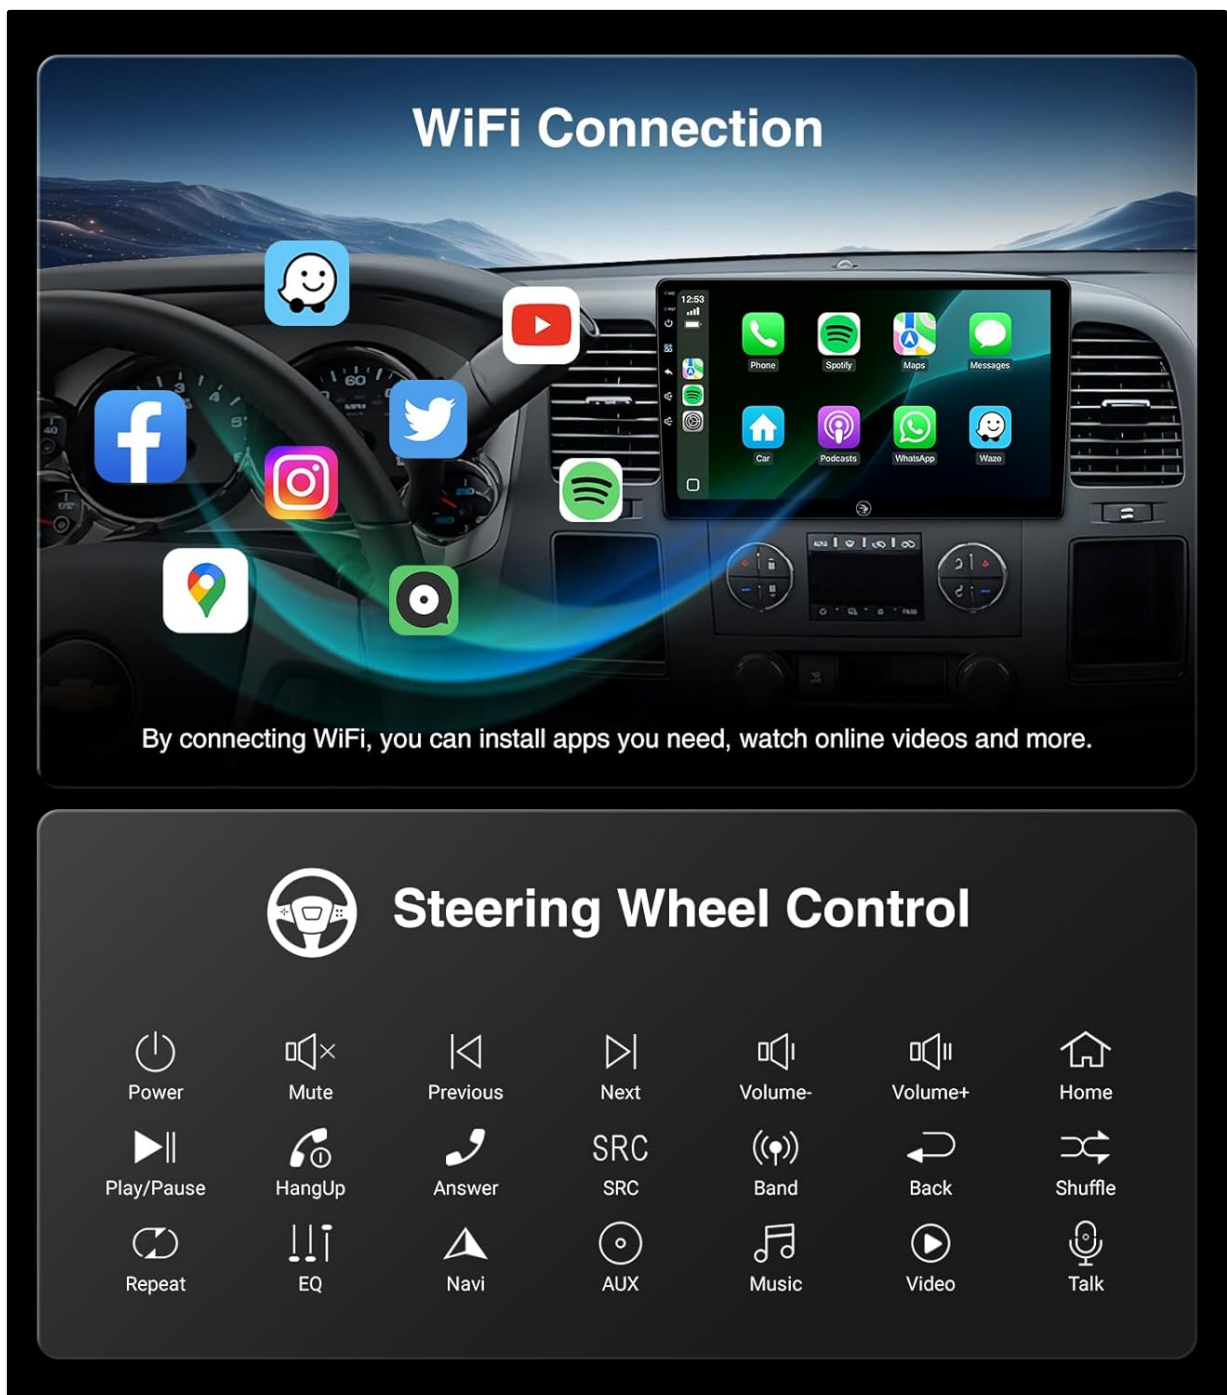 WiFi Connection
12:53
Phone
Spotify
Maps
Messages
Car
Podcasts
WhatsApp
Waze
60
By connecting WiFi, you can install apps you need, watch online videos and more.
Steering Wheel Control
Power
Mute
Previous
Next
Volume-
Volume+
Home
SRC
Play/Pause
HangUp
Answer
SRC
Band
Back
Shuffle
Repeat
EQ
Navi
AUX
Music
Video
Talk